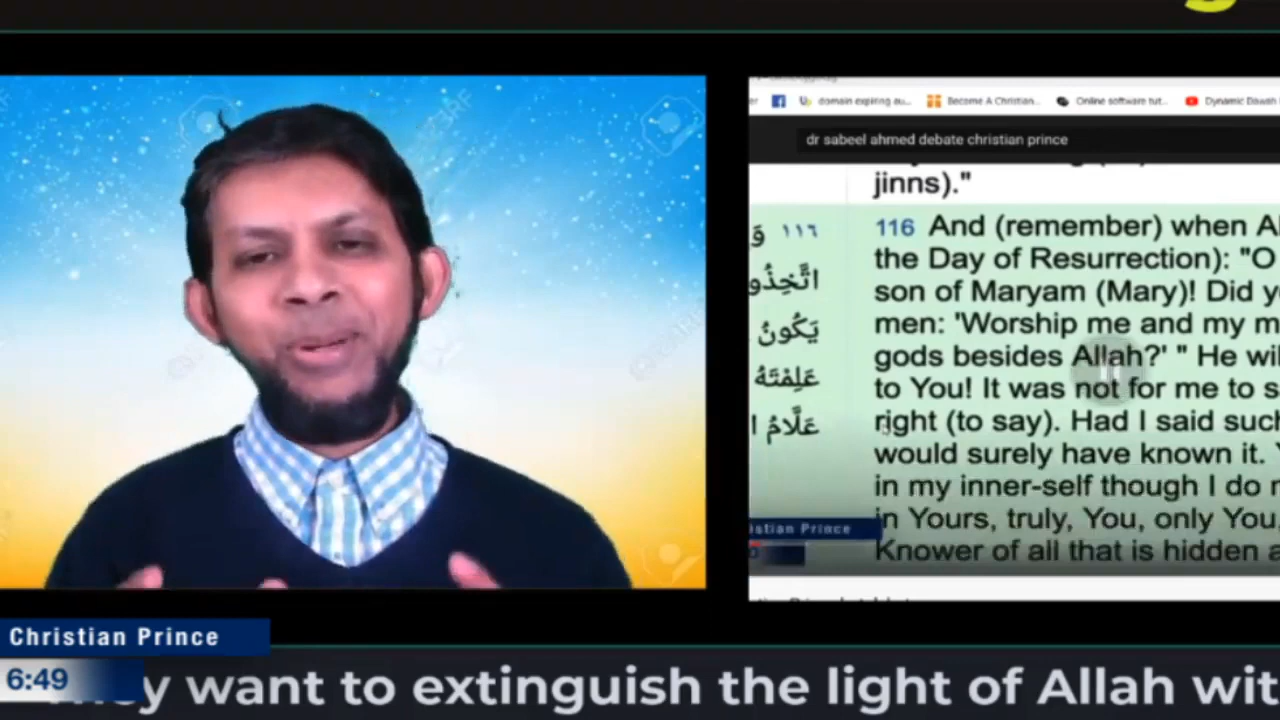 domain expiring au...
Become A Christian...
Online software tut...
Dynamic Dawah
dr sabeel ahmed debate christian prince
jinns)."
١١٦
116 And (remember) when A
the Day of Resurrection): "O
son of Maryam (Mary)! Did y
men: 'Worship me and my m
gods besides Allah?' " He wil
to You! It was not for me to s
right (to say). Had I said such
would surely have known it.
in my inner-self though I do
in Yours, truly, You, only You
Knower of all that is hidden a
اتَّخِذُو
يَكُونُ
عَلِمْتَهُ
عَلَّامُ
stian Prince
Christian Prince
6:49
want to extinguish the light of Allah wit